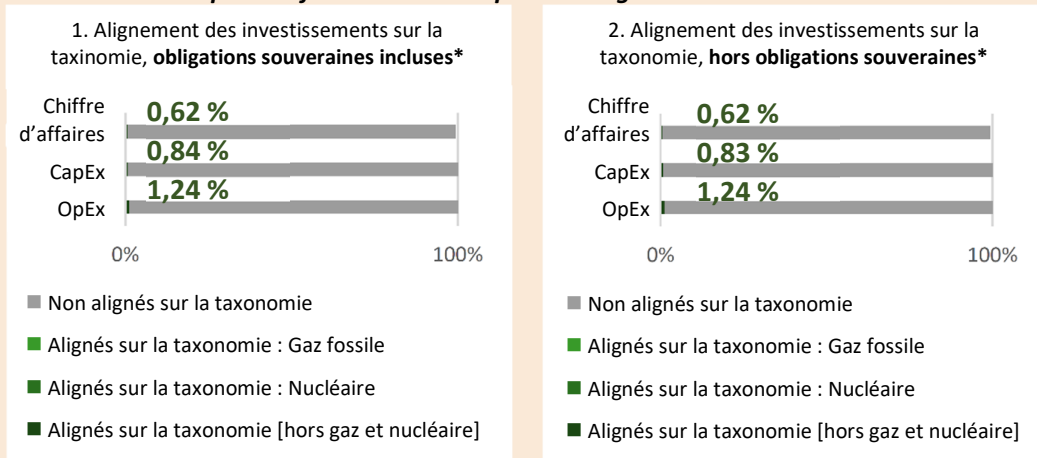 1. Alignement des investissements sur la
taxinomie, obligations souveraines incluses*
Chiffre
d'affaires
0,62 %
CapEx
0,84 %
OpEx
1,24 %
0%
100%
Non alignés sur la taxonomie
Alignés sur la taxonomie : Gaz fossile
Alignés sur la taxonomie : Nucléaire
Alignés sur la taxonomie [hors gaz et nucléaire]
2. Alignement des investissements sur la
taxonomie, hors obligations souveraines*
Chiffre
d'affaires
0,62 %
CapEx
0,83 %
OpEx
1,24 %
0%
100%
Non alignés sur la taxonomie
Alignés sur la taxonomie : Gaz fossile
Alignés sur la taxonomie : Nucléaire
Alignés sur la taxonomie [hors gaz et nucléaire]